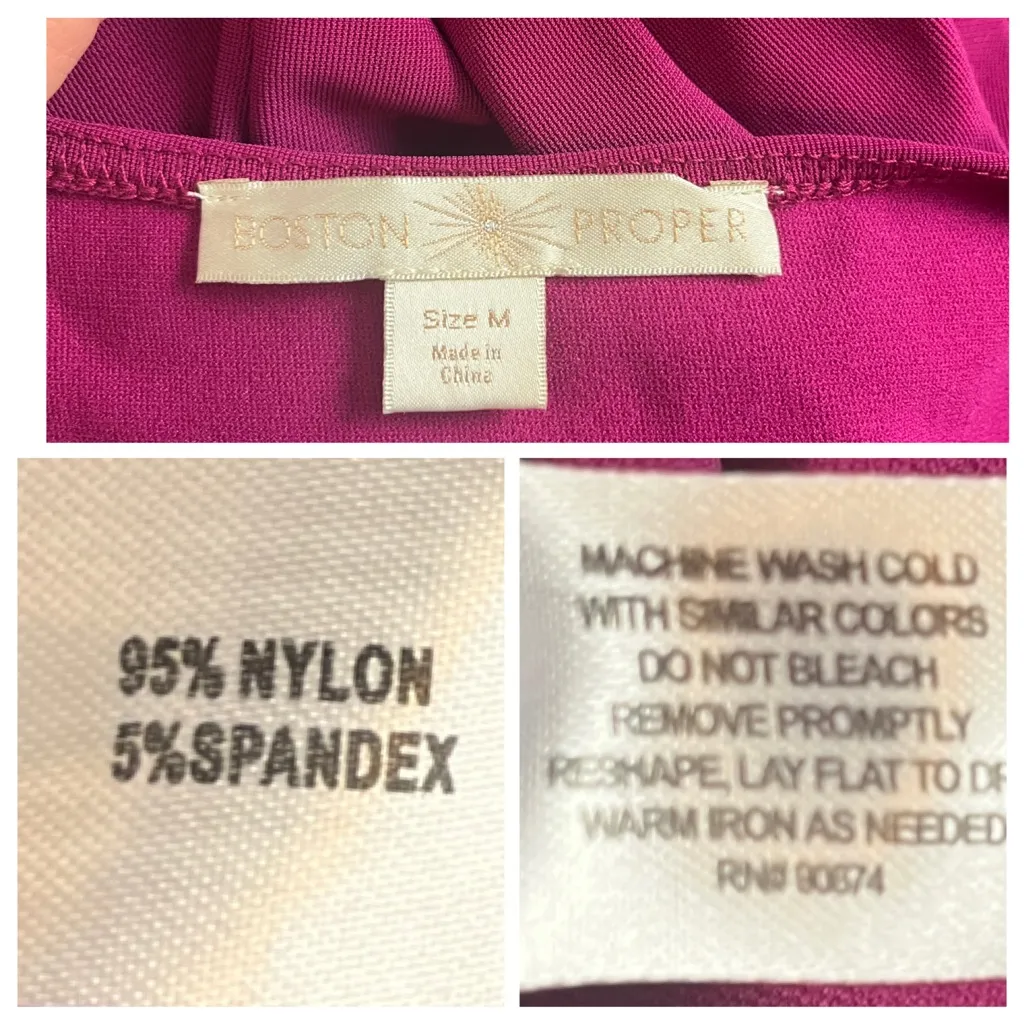 BOSTON PROPER
Size M
Made in
China
95% NYLON
5%SPANDEX
MACHINE WASH COLD
WITH SIMILAR COLORS
DO NOT BLEACH
REMOVE PROMPTLY
RESHAPE, LAY FLAT TO DR
WARM IRON AS NEEDED
RN# 90874